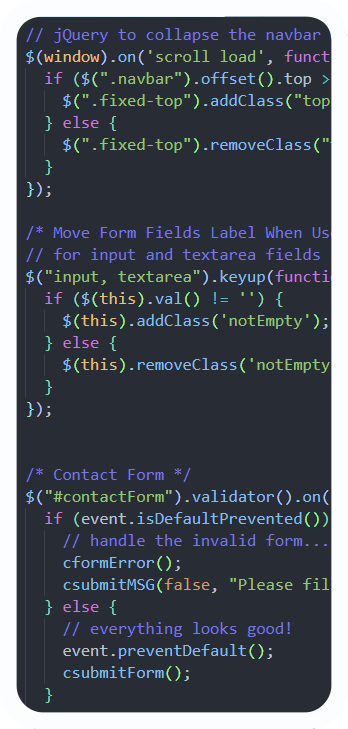 // jQuery to collapse the navbar
$(window).on('scroll load', funct
if ($(".navbar").offset().top >
$(".fixed-top").addClass("top
} else {
$(".fixed-top").removeClass("
}
});
/* Move Form Fields Label When Use
// for input and textarea fields
$("input, textarea").keyup(functi
if ($(this).val() != '') {
$(this).addClass('notEmpty');
} else {
$(this).removeClass('notEmpty
}
});
/* Contact Form */
$("#contactForm").validator().on(
if (event.isDefaultPrevented())
// handle the invalid form...
cformError();
csubmitMSG(false, "Please fil
} else {
// everything looks good!
event.preventDefault();
csubmitForm();
}